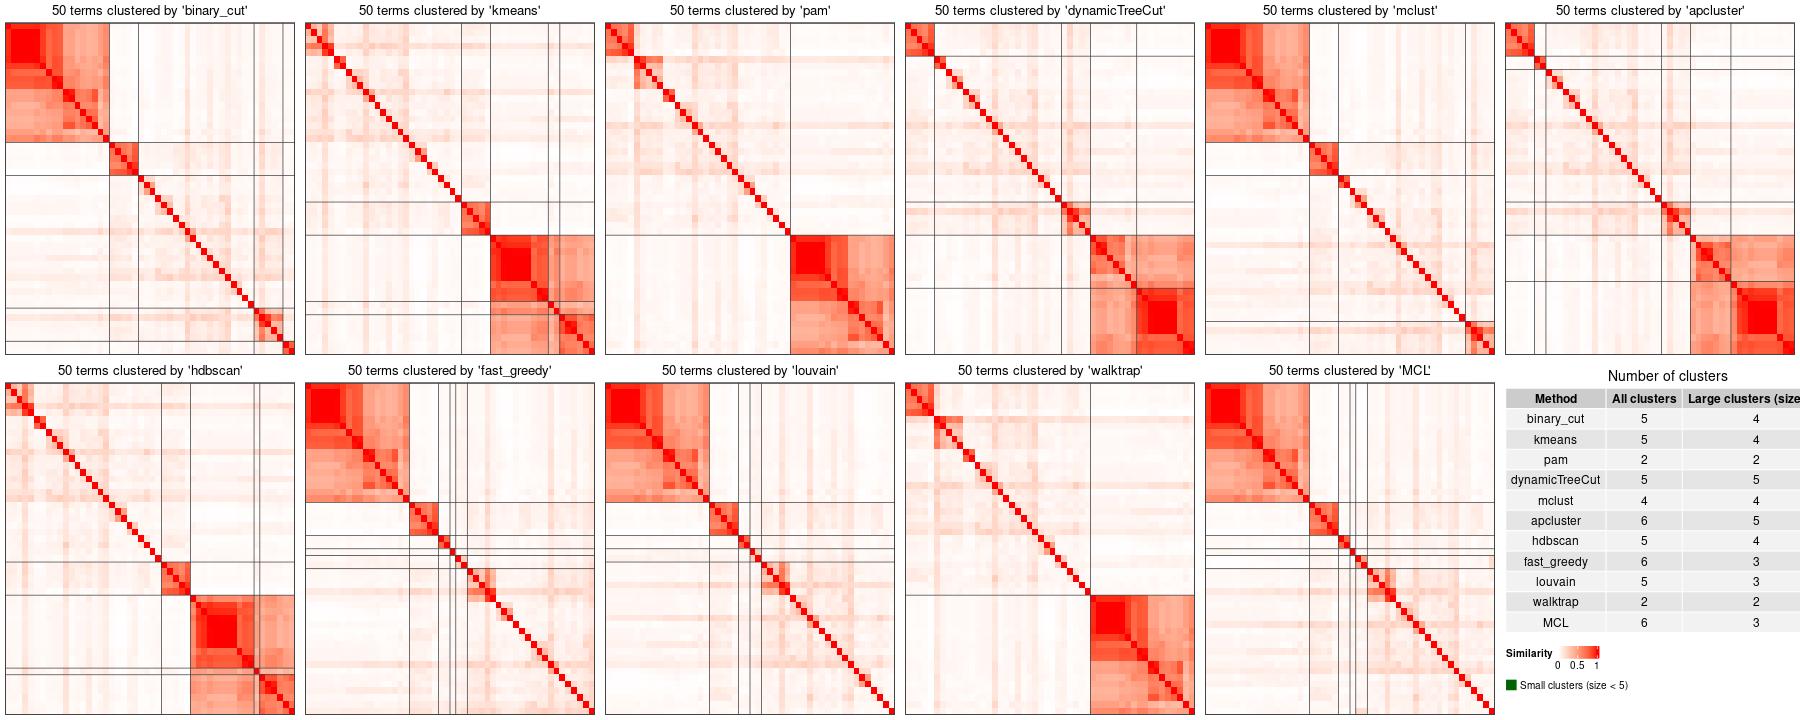 50 terms clustered by 'binary_cut'
50 terms clustered by 'kmeans'
50 terms clustered by 'pam'
50 terms clustered by 'dynamicTreeCut'
50 terms clustered by 'mclust'
50 terms clustered by 'apcluster'
50 terms clustered by 'hdbscan'
50 terms clustered by 'fast_greedy'
50 terms clustered by 'louvain'
50 terms clustered by 'walktrap'
50 terms clustered by 'MCL'
Number of clusters
Method All clusters Large clusters (size
binary_cut 5 4
kmeans 5 4
pam 2 2
dynamicTreeCut 5 5
mclust 4 4
apcluster 6 5
hdbscan 5 4
fast_greedy 6 3
louvain 5 3
walktrap 2 2
MCL 6 3
Similarity
0 0.5 1
Small clusters (size < 5)